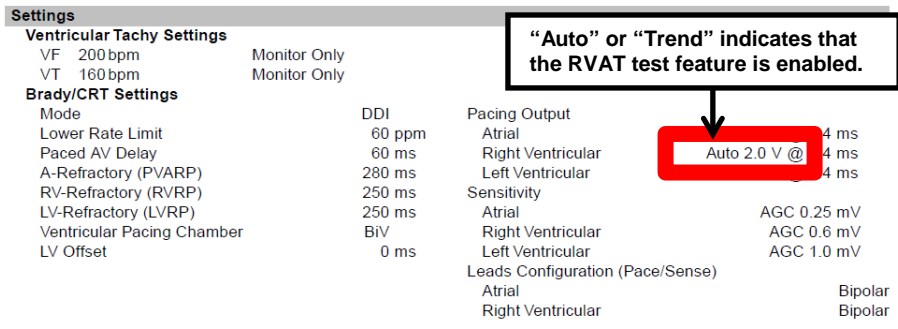 Settings
Ventricular Tachy Settings
VF 200 bpm Monitor Only
VT 160 bpm Monitor Only
Brady/CRT Settings
Mode DDI
Lower Rate Limit 60 ppm
Paced AV Delay 60 ms
A-Refractory (PVARP) 280 ms
RV-Refractory (RVRP) 250 ms
LV-Refractory (LVRP) 250 ms
Ventricular Pacing Chamber BiV
LV Offset 0 ms
“Auto” or “Trend” indicates that
the RVAT test feature is enabled.
Pacing Output
Atrial 4 ms
Right Ventricular Auto 2.0 V @ 4 ms
Left Ventricular 4 ms
Sensitivity
Atrial AGC 0.25 mV
Right Ventricular AGC 0.6 mV
Left Ventricular AGC 1.0 mV
Leads Configuration (Pace/Sense)
Atrial Bipolar
Right Ventricular Bipolar